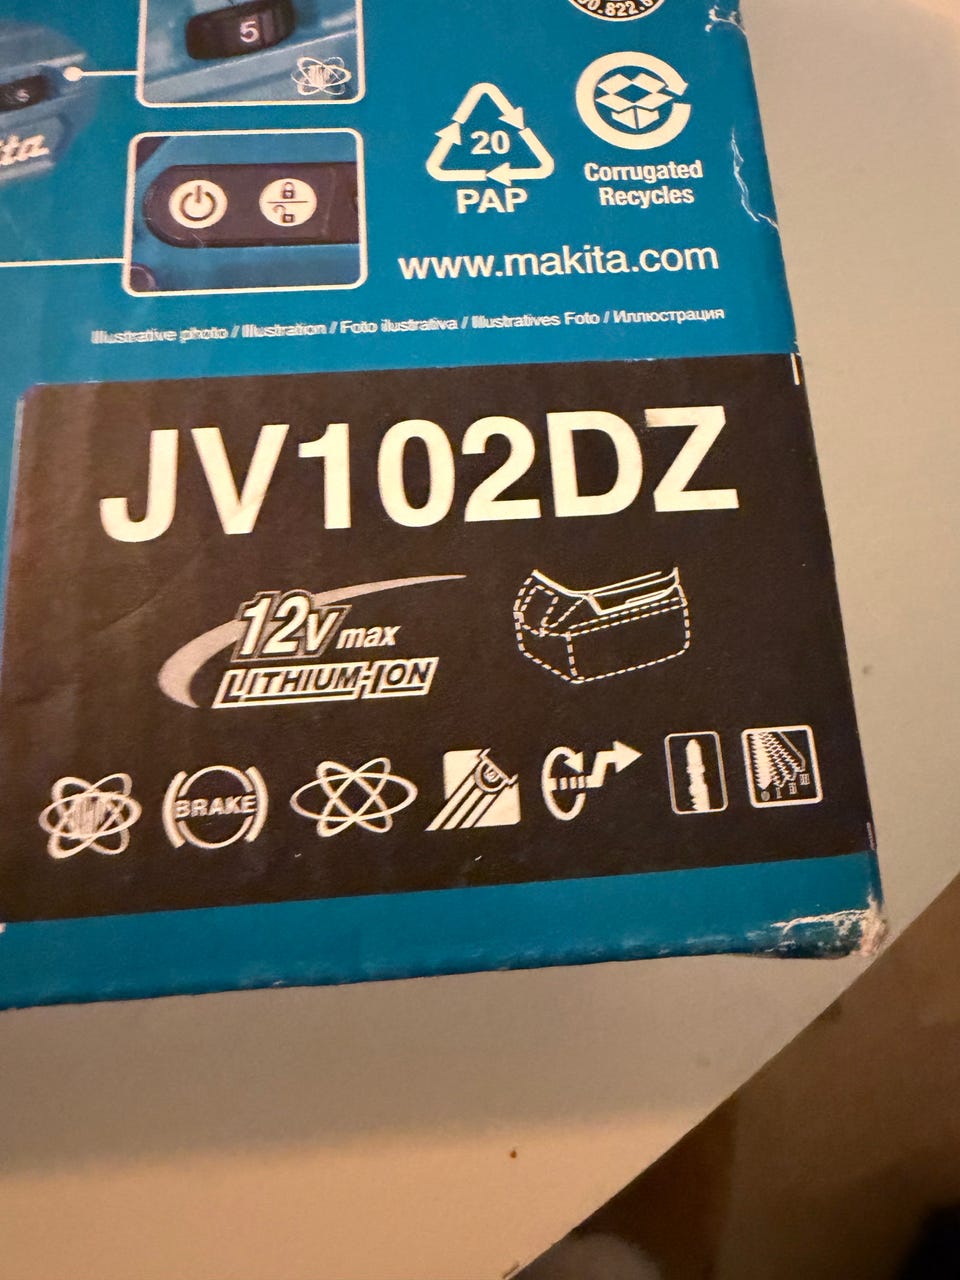 5
20
PAP
Corrugated
Recycles
www.makita.com
Illustrative photo / Illustration / Foto ilustrativa / Illustratives Foto / Иллюстрация
JV102DZ
12V max
LITHIUM-ION
BRAKE